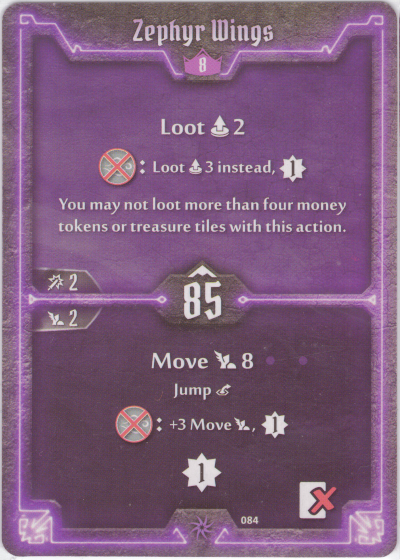 Zephyr Wings
8
Loot 2
: Loot 3 instead, 1
You may not loot more than four money
tokens or treasure tiles with this action.
2
85
2
Move 8
Jump
: +3 Move, 1
1
084